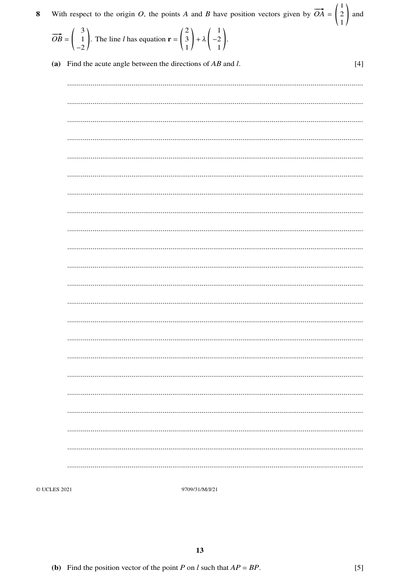 8 With respect to the origin O, the points A and B have position vectors given by \overrightarrow{OA} = \begin{pmatrix} 1 \\ 2 \\ 1 \end{pmatrix} and
\overrightarrow{OB} = \begin{pmatrix} 3 \\ 1 \\ -2 \end{pmatrix}. The line l has equation r = \begin{pmatrix} 2 \\ 3 \\ 1 \end{pmatrix} + λ\begin{pmatrix} 1 \\ -2 \\ 1 \end{pmatrix}.
(a) Find the acute angle between the directions of AB and l. [4]
© UCLES 2021 9709/31/M/J/21
13
(b) Find the position vector of the point P on l such that AP = BP. [5]